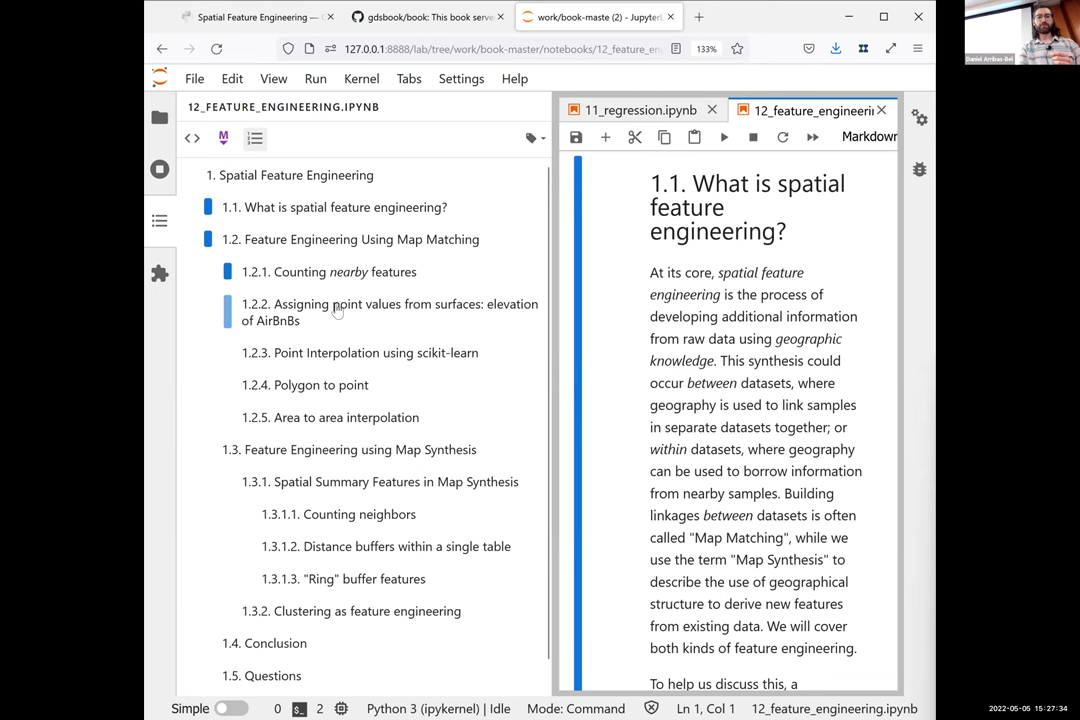 Spatial Feature Engineering — C
gdsbook/book: This book serve
work/book-maste (2) - JupyterL
127.0.0.1:8888/lab/tree/work/book-master/notebooks/12_feature_en
133%
Daniel Arribas-Bel
File Edit View Run Kernel Tabs Settings Help
12_FEATURE_ENGINEERING.IPYNB
11_regression.ipynb
12_feature_engineeri
M
Markdown
1. Spatial Feature Engineering
1.1. What is spatial feature engineering?
1.2. Feature Engineering Using Map Matching
1.2.1. Counting nearby features
1.2.2. Assigning point values from surfaces: elevation
of AirBnBs
1.2.3. Point Interpolation using scikit-learn
1.2.4. Polygon to point
1.2.5. Area to area interpolation
1.3. Feature Engineering using Map Synthesis
1.3.1. Spatial Summary Features in Map Synthesis
1.3.1.1. Counting neighbors
1.3.1.2. Distance buffers within a single table
1.3.1.3. "Ring" buffer features
1.3.2. Clustering as feature engineering
1.4. Conclusion
1.5. Questions
1.1. What is spatial
feature
engineering?
At its core, spatial feature
engineering is the process of
developing additional information
from raw data using geographic
knowledge. This synthesis could
occur between datasets, where
geography is used to link samples
in separate datasets together; or
within datasets, where geography
can be used to borrow information
from nearby samples. Building
linkages between datasets is often
called "Map Matching", while we
use the term "Map Synthesis" to
describe the use of geographical
structure to derive new features
from existing data. We will cover
both kinds of feature engineering.
To help us discuss this, a
Simple 0 2 Python 3 (ipykernel) | Idle Mode: Command Ln 1, Col 1 12_feature_engineering.ipynb
2022-05-05 15:27:34